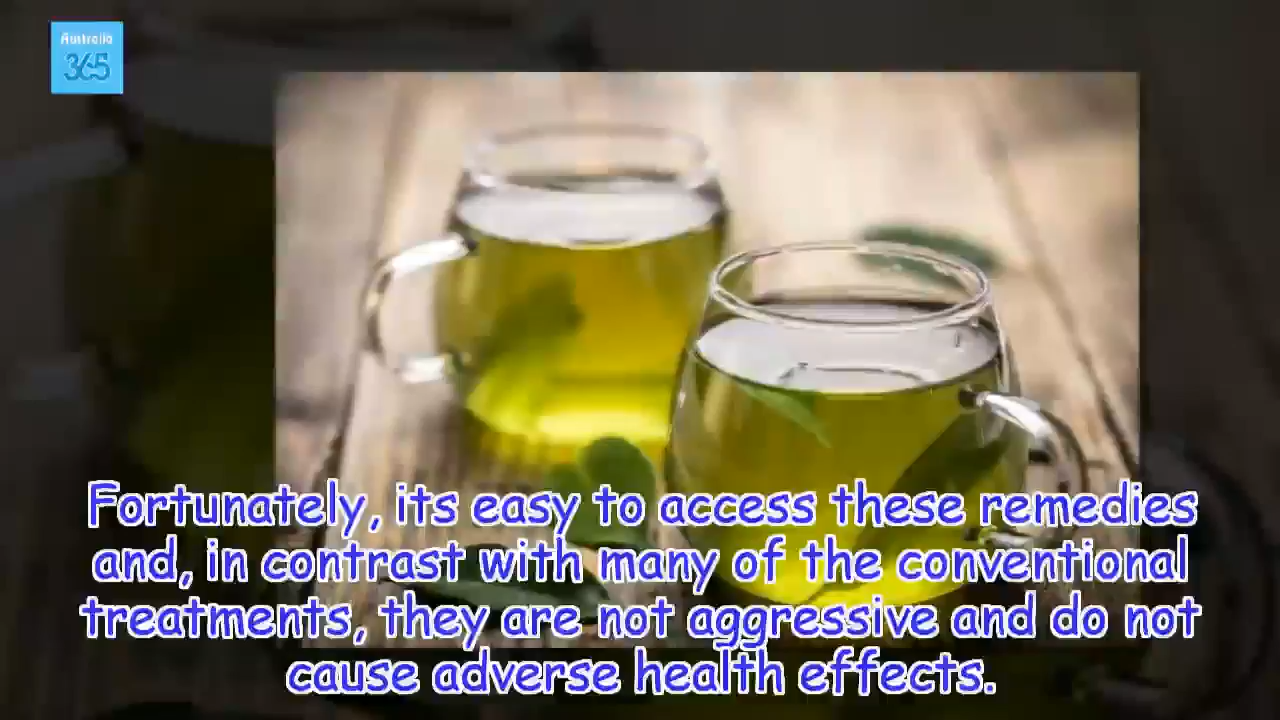 Australia
365
Fortunately, its easy to access these remedies
and, in contrast with many of the conventional
treatments, they are not aggressive and do not
cause adverse health effects.